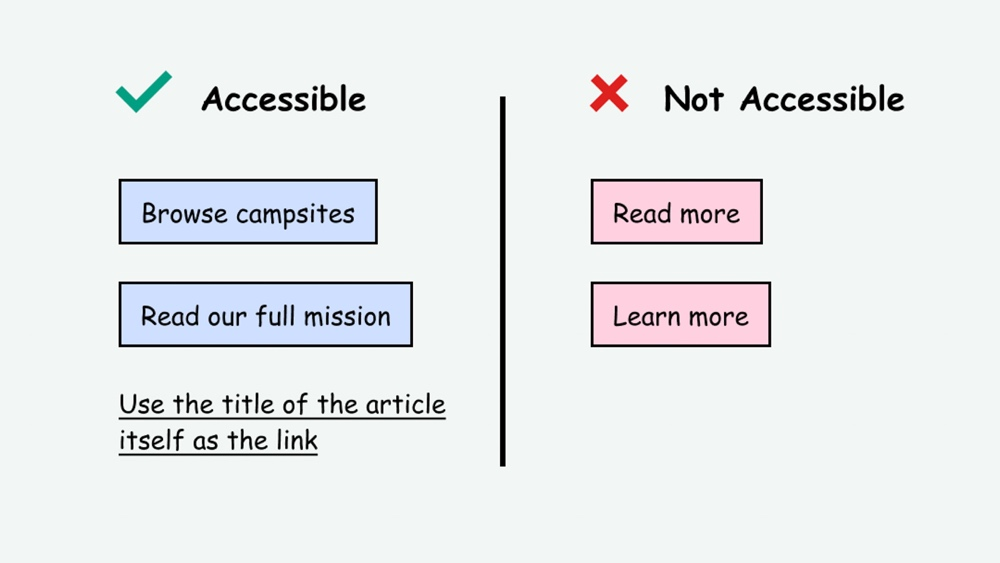 Accessible
Browse campsites
Read our full mission
Use the title of the article
itself as the link
Not Accessible
Read more
Learn more